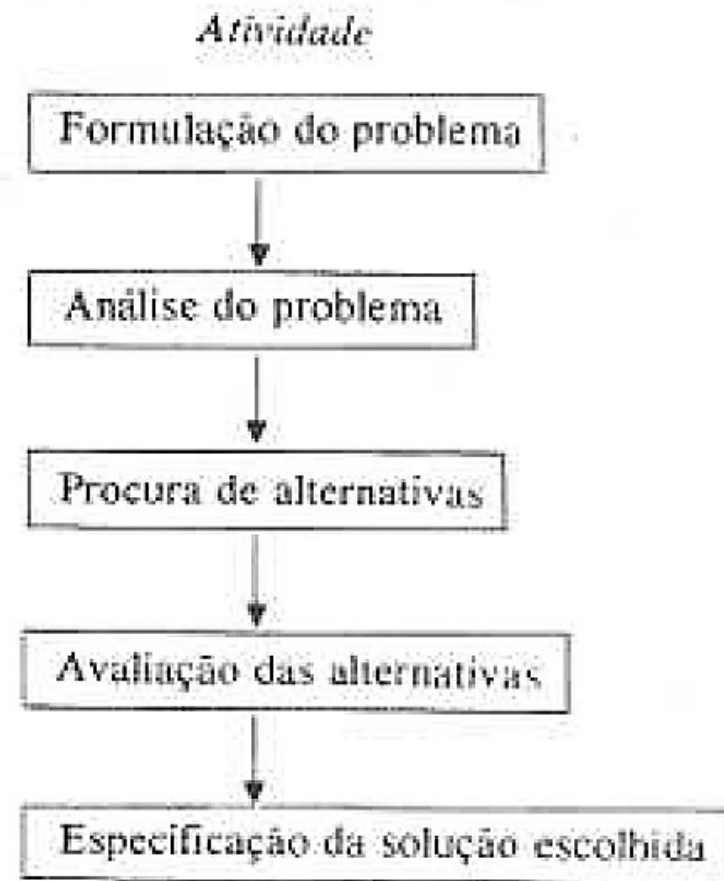 Atividade
Formulação do problema
Análise do problema
Procura de alternativas
Avaliação das alternativas
Especificação da solução escolhida